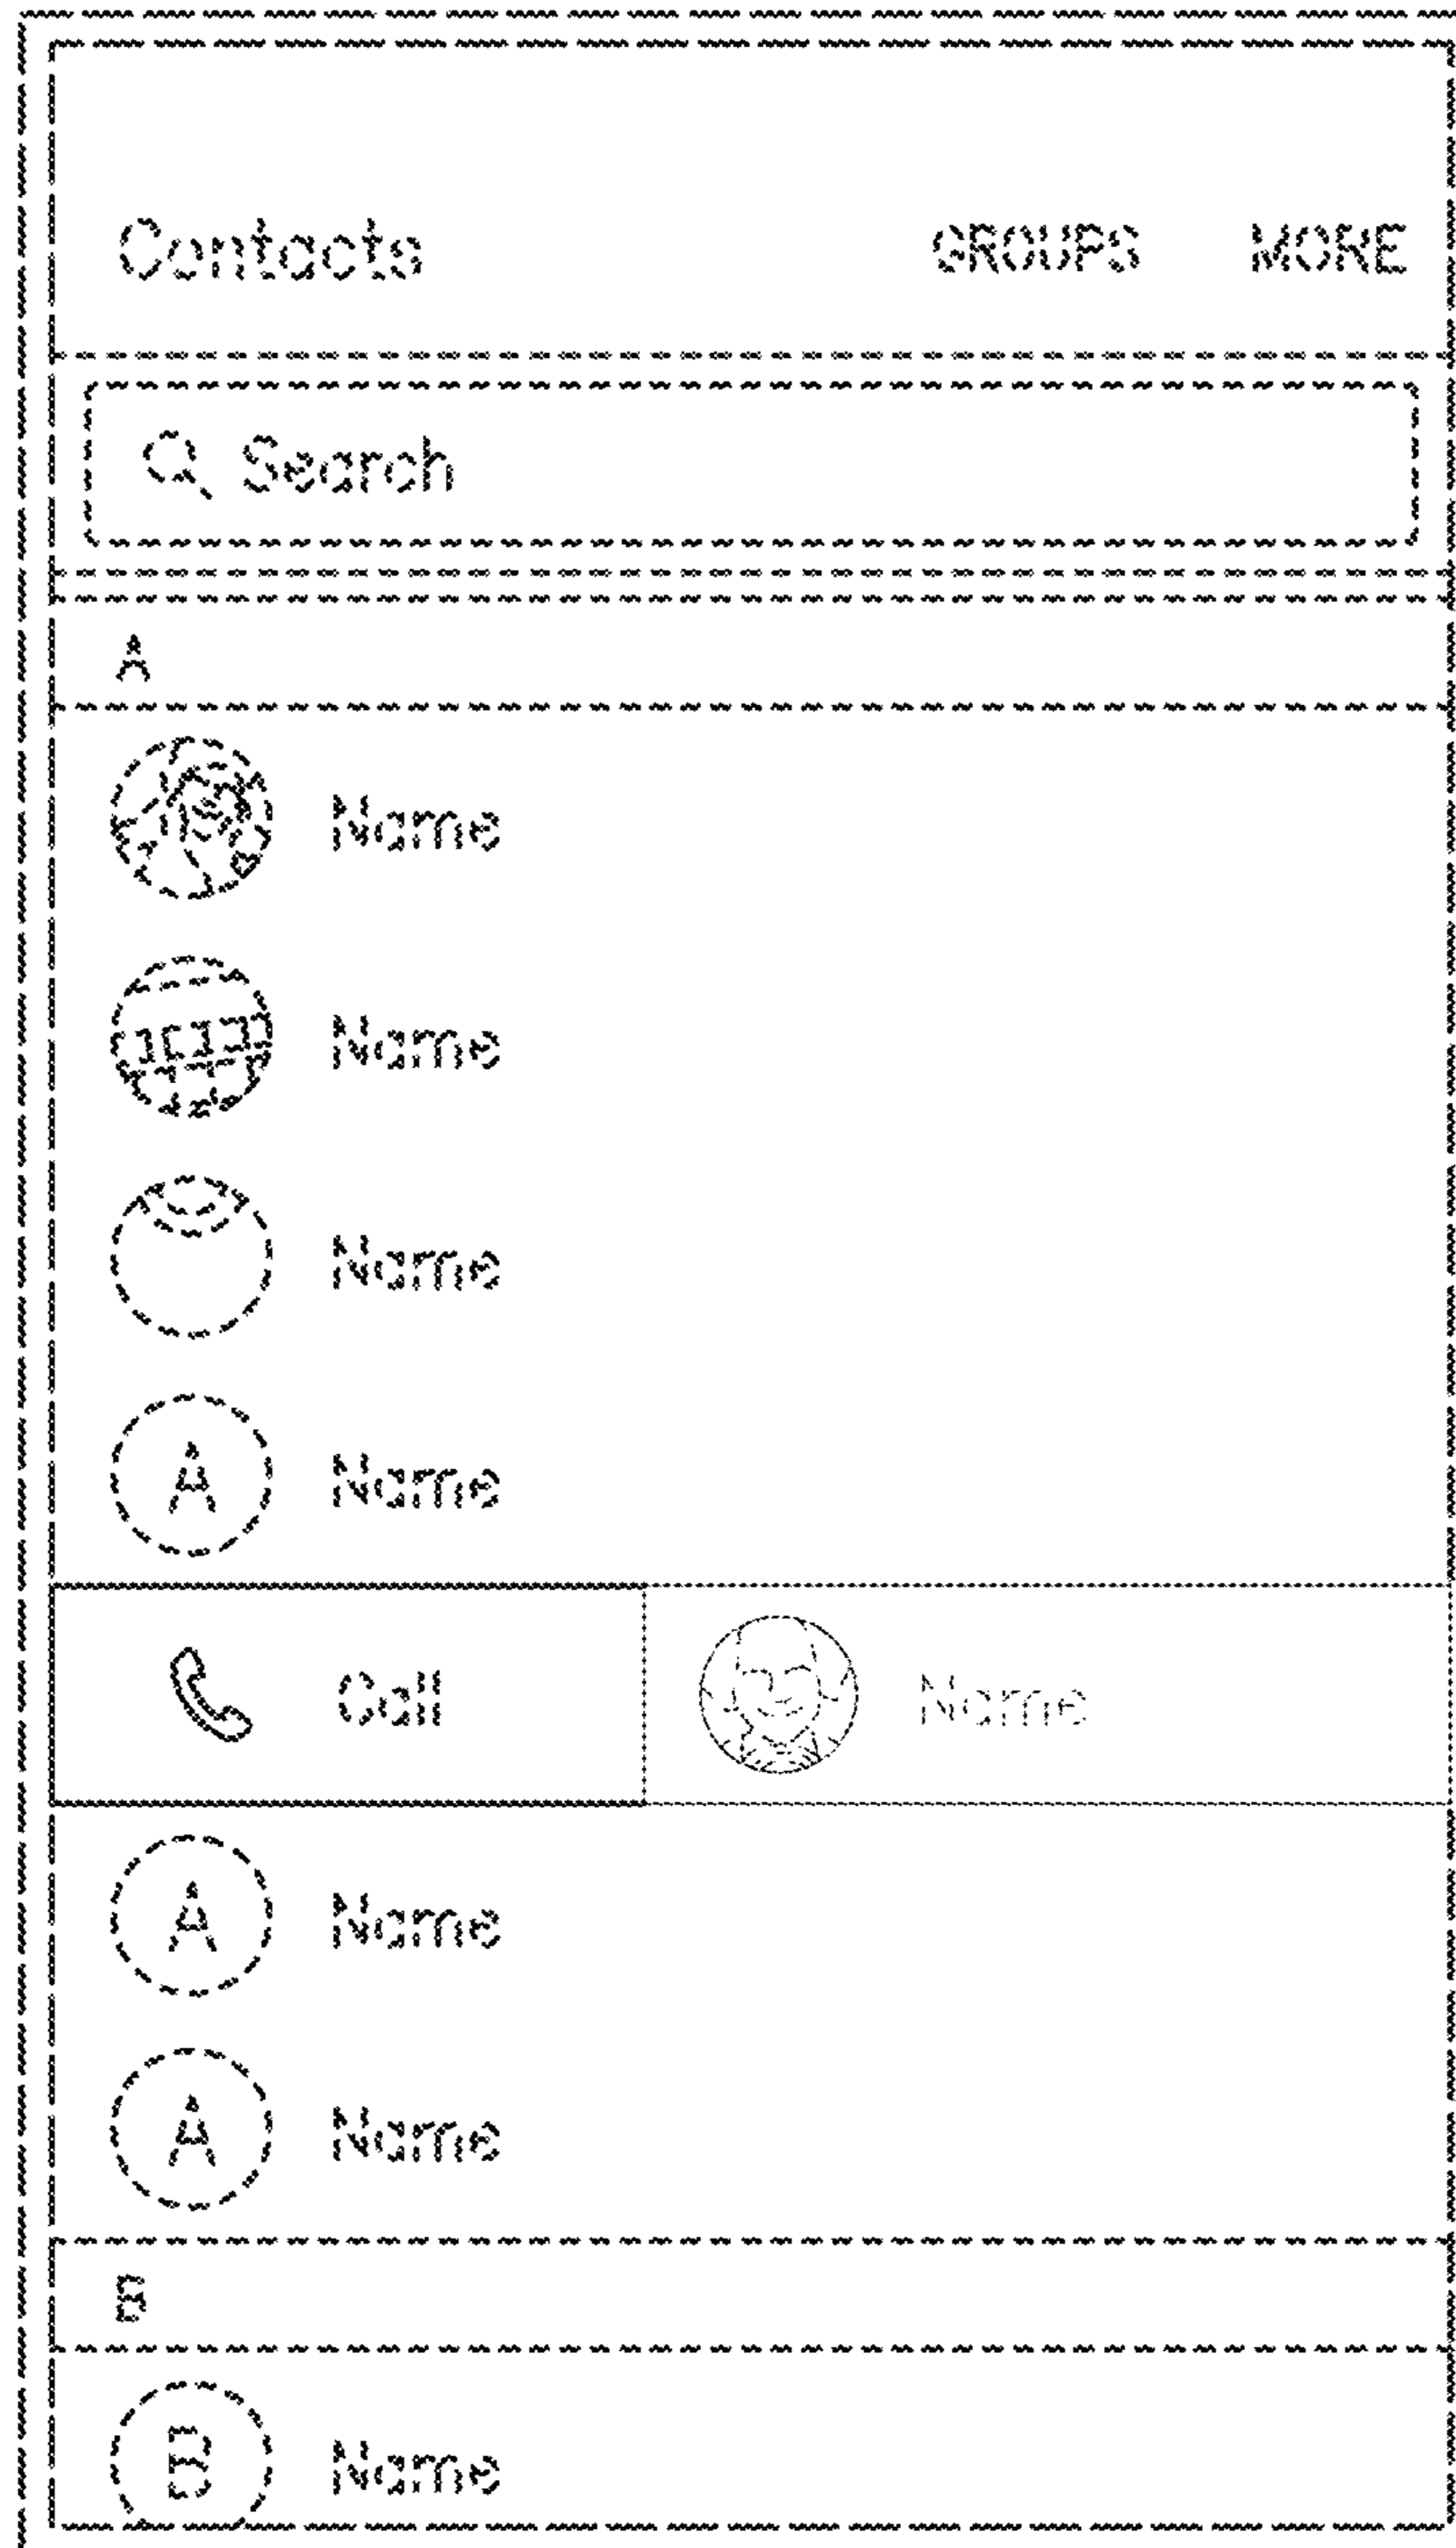 Contacts GROUPS MORE
Search
A
Name
Name
Name
A Name
Call Name
A Name
A Name
B
B Name